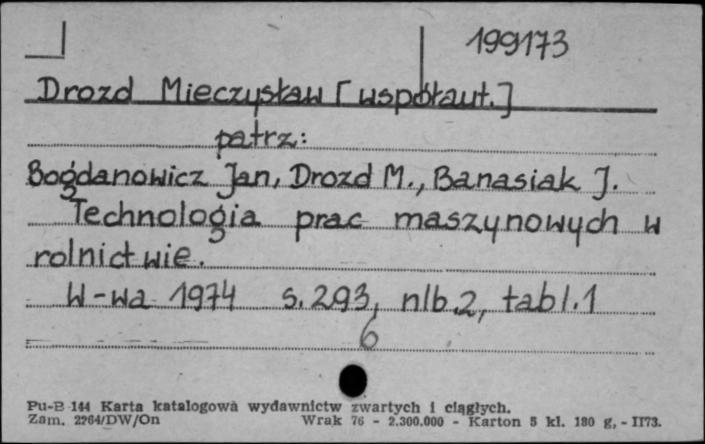 199173
Drozd Mieczysław [współaut.]
patrz:
Bogdanowicz Jan, Drozd M., Banasiak J.
Technologia prac maszynowych w
rolnictwie.
W-wa 1974 s. 293, nlb. 2, tabl. 1
6
Pu-B 144 Karta katalogowa wydawnictw zwartych i ciągłych.
Zam. 2264/DW/On Wrak 76 - 2.300.000 - Karton 5 kl. 180 g, - II73.